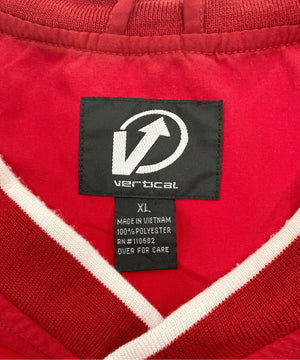 vertical
XL
MADE IN VIETNAM
100% POLYESTER
RN# 110682
OVER FOR CARE